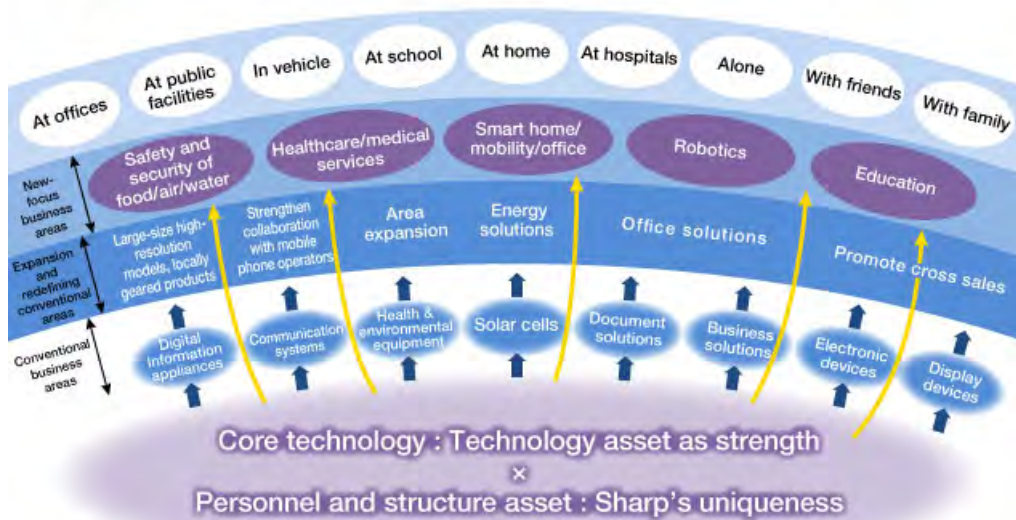 At offices
At public
facilities
In vehicle
At school
At home
At hospitals
Alone
With friends
With family
New-
focus
business
areas
Safety and
security of
food/air/water
Healthcare/medical
services
Smart home/
mobility/office
Robotics
Education
Expansion
and
redefining
conventional
areas
Large-size high-
resolution
models, locally
geared products
Strengthen
collaboration
with mobile
phone operators
Area
expansion
Energy
solutions
Office solutions
Promote cross sales
Conventional
business
areas
Digital
information
appliances
Communication
systems
Health &
environmental
equipment
Solar cells
Document
solutions
Business
solutions
Electronic
devices
Display
devices
Core technology : Technology asset as strength
×
Personnel and structure asset : Sharp's uniqueness